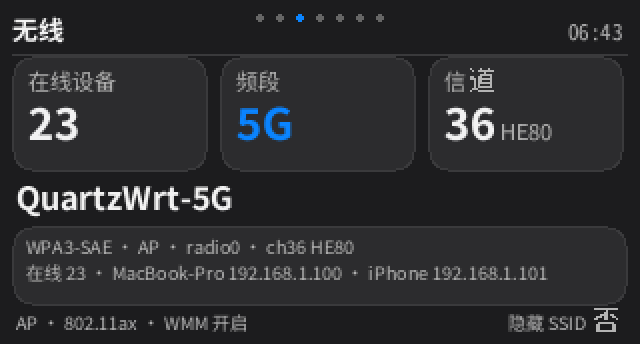 无线 06:43
在线设备 频段 信道
23 5G 36 HE80
QuartzWrt-5G
WPA3-SAE • AP • radio0 • ch36 HE80
在线 23 • MacBook-Pro 192.168.1.100 • iPhone 192.168.1.101
AP • 802.11ax • WMM 开启 隐藏 SSID 否